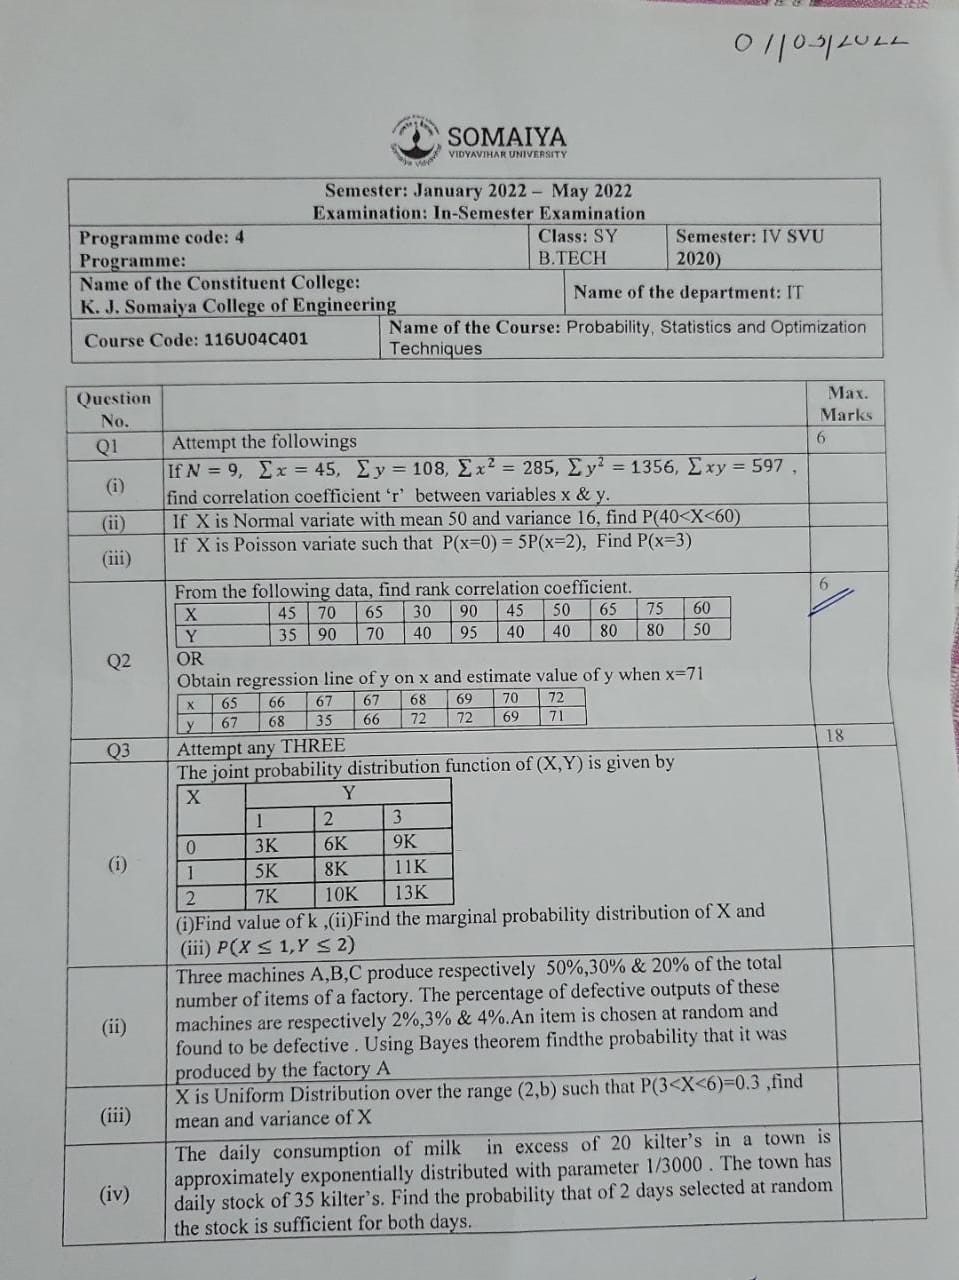 01/03/2022
SOMAIYA
VIDYAVIHAR UNIVERSITY
Semester: January 2022 – May 2022
Examination: In-Semester Examination
Programme code: 4
Programme:
Class: SY
B.TECH
Semester: IV SVU
2020)
Name of the Constituent College:
K. J. Somaiya College of Engineering
Name of the department: IT
Course Code: 116U04C401
Name of the Course: Probability, Statistics and Optimization
Techniques
Question
No.
Max.
Marks
Q1 Attempt the followings 6
(i) If N = 9, ∑x = 45, ∑y = 108, ∑x² = 285, ∑y² = 1356, ∑xy = 597 ,
find correlation coefficient ‘r’ between variables x & y.
(ii) If X is Normal variate with mean 50 and variance 16, find P(40<X<60)
(iii) If X is Poisson variate such that P(x=0) = 5P(x=2), Find P(x=3)
Q2 From the following data, find rank correlation coefficient. 6
X 45 70 65 30 90 45 50 65 75 60
Y 35 90 70 40 95 40 40 80 80 50
OR
Obtain regression line of y on x and estimate value of y when x=71
x 65 66 67 67 68 69 70 72
y 67 68 35 66 72 72 69 71
Q3 Attempt any THREE 18
(i) The joint probability distribution function of (X,Y) is given by
X Y
1 2 3
0 3K 6K 9K
1 5K 8K 11K
2 7K 10K 13K
(i)Find value of k ,(ii)Find the marginal probability distribution of X and
(iii) P(X ≤ 1,Y ≤ 2)
(ii) Three machines A,B,C produce respectively 50%,30% & 20% of the total
number of items of a factory. The percentage of defective outputs of these
machines are respectively 2%,3% & 4%.An item is chosen at random and
found to be defective . Using Bayes theorem findthe probability that it was
produced by the factory A
(iii) X is Uniform Distribution over the range (2,b) such that P(3<X<6)=0.3 ,find
mean and variance of X
(iv) The daily consumption of milk in excess of 20 kilter’s in a town is
approximately exponentially distributed with parameter 1/3000 . The town has
daily stock of 35 kilter’s. Find the probability that of 2 days selected at random
the stock is sufficient for both days.